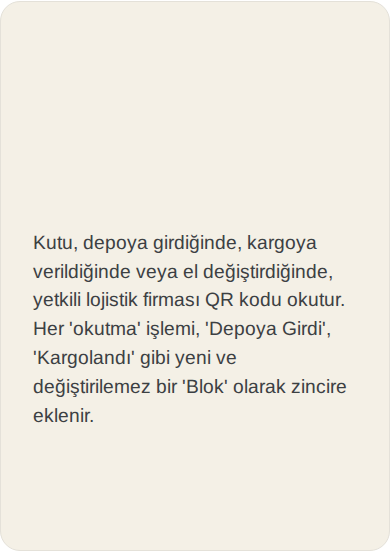 Kutu, depoya girdiğinde, kargoya
verildiğinde veya el değiştirdiğinde,
yetkili lojistik firması QR kodu okutur.
Her 'okutma' işlemi, 'Depoya Girdi',
'Kargolandı' gibi yeni ve
değiştirilemez bir 'Blok' olarak zincire
eklenir.